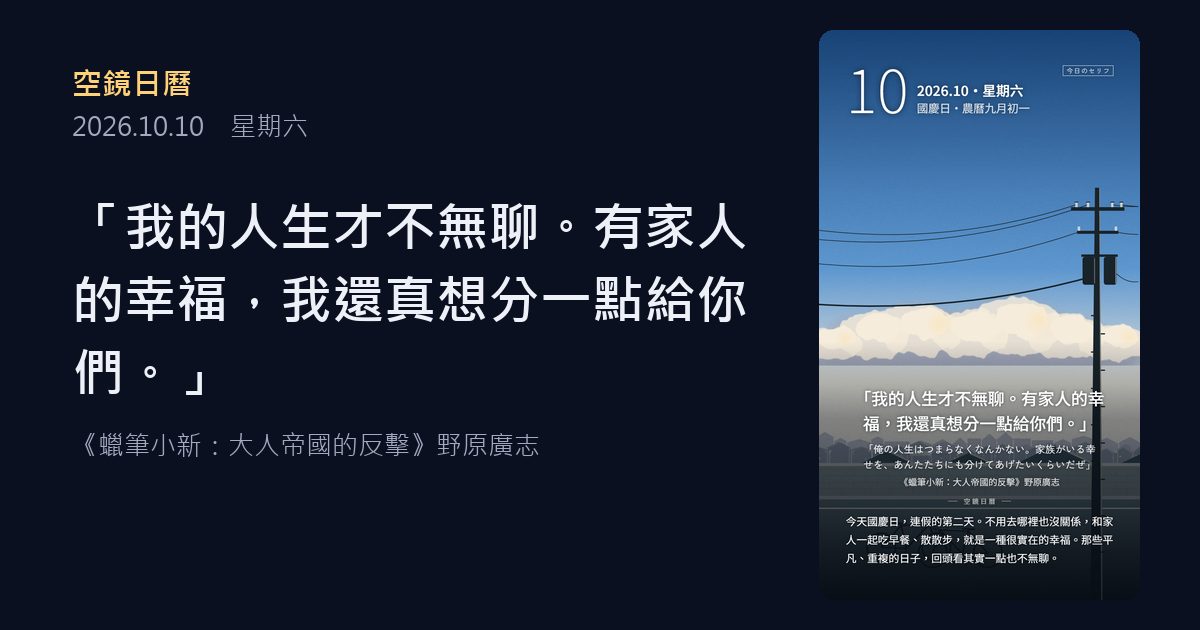 空鏡日曆
2026.10.10 星期六
「我的人生才不無聊。有家人
的幸福，我還真想分一點給你
們。」
《蠟筆小新：大人帝國的反擊》野原廣志
今日のセリフ
10
2026.10・星期六
國慶日・農曆九月初一
「我的人生才不無聊。有家人的幸
福，我還真想分一點給你們。」
「俺の人生はつまらなくなんかない。家族がいる幸
せを、あんたたちにも分けてあげたいくらいだぜ」
《蠟筆小新：大人帝國的反擊》野原廣志
— 空鏡日曆 —
今天國慶日，連假的第二天。不用去哪裡也沒關係，和家
人一起吃早餐、散散步，就是一種很實在的幸福。那些平
凡、重複的日子，回頭看其實一點也不無聊。